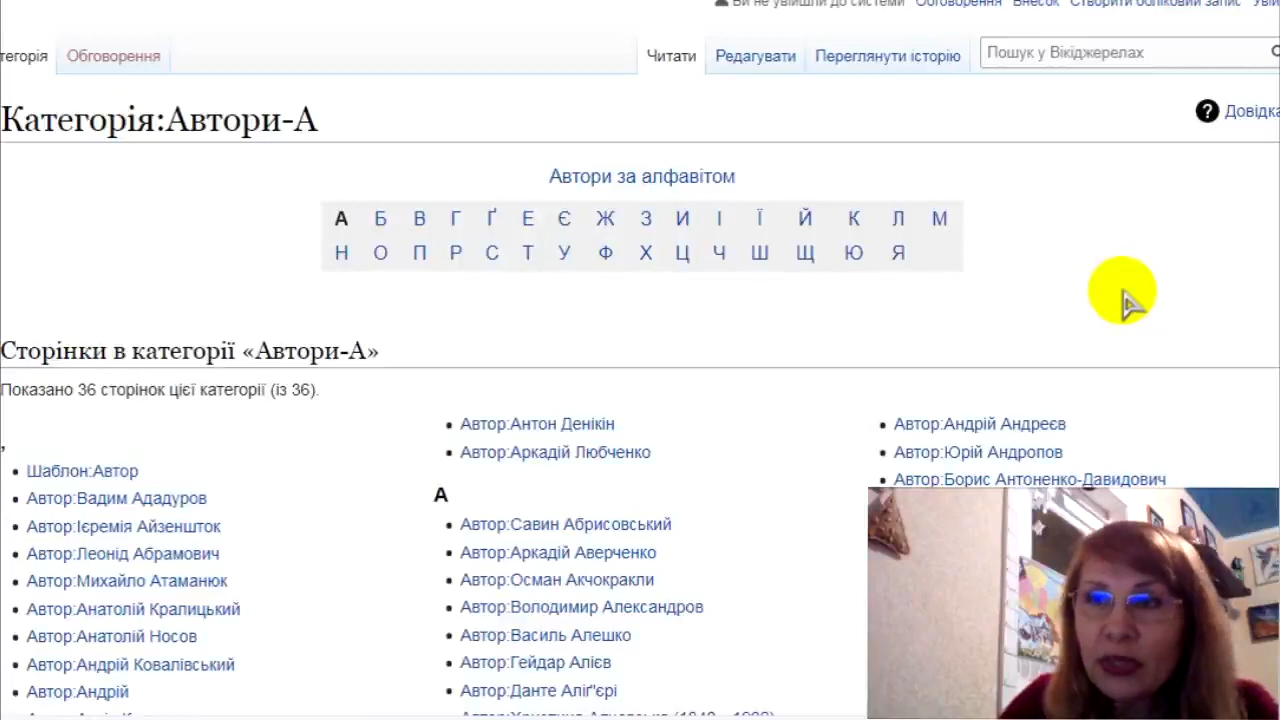 Ви не увійшли до системи Обговорення Внесок Створити обліковий запис
тегорія Обговорення Читати Редагувати Переглянути історію Пошук у Вікіджерелах
Категорія:Автори-А
Довідка
Автори за алфавітом
А Б В Г Ґ Е Є Ж З И І Ї Й К Л М
Н О П Р С Т У Ф Х Ц Ч Ш Щ Ю Я
Сторінки в категорії «Автори-А»
Показано 36 сторінок цієї категорії (із 36).
,
Шаблон:Автор
Автор:Вадим Ададуров
Автор:Ієремія Айзеншток
Автор:Леонід Абрамович
Автор:Михайло Атаманюк
Автор:Анатолій Кралицький
Автор:Анатолій Носов
Автор:Андрій Ковалівський
Автор:Андрій
Автор:Антон Денікін
Автор:Аркадій Любченко
А
Автор:Савин Абрисовський
Автор:Аркадій Аверченко
Автор:Осман Акчокракли
Автор:Володимир Александров
Автор:Василь Алешко
Автор:Гейдар Алієв
Автор:Данте Аліґ'єрі
Автор:Андрій Андреєв
Автор:Юрій Андропов
Автор:Борис Антоненко-Давидович